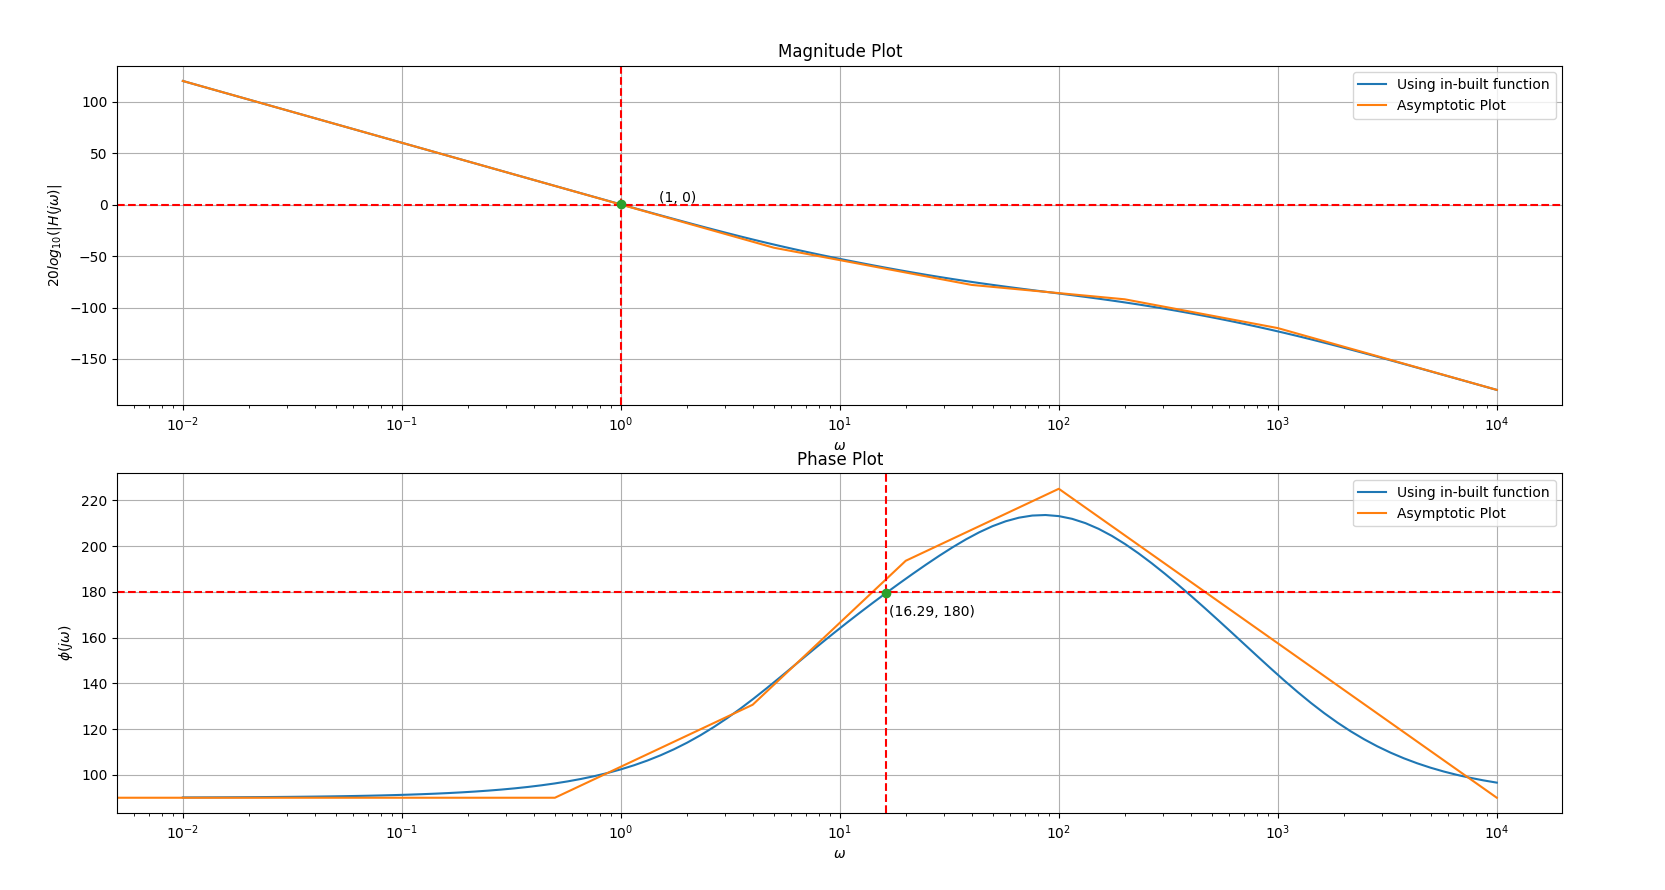 Magnitude Plot
20log₁₀(|H(jω)|
100
50
0
−50
−100
−150
Using in-built function
Asymptotic Plot
(1, 0)
10⁻² 10⁻¹ 10⁰ 10¹ 10² 10³ 10⁴
ω
Phase Plot
ϕ(jω)
220
200
180
160
140
120
100
Using in-built function
Asymptotic Plot
(16.29, 180)
10⁻² 10⁻¹ 10⁰ 10¹ 10² 10³ 10⁴
ω